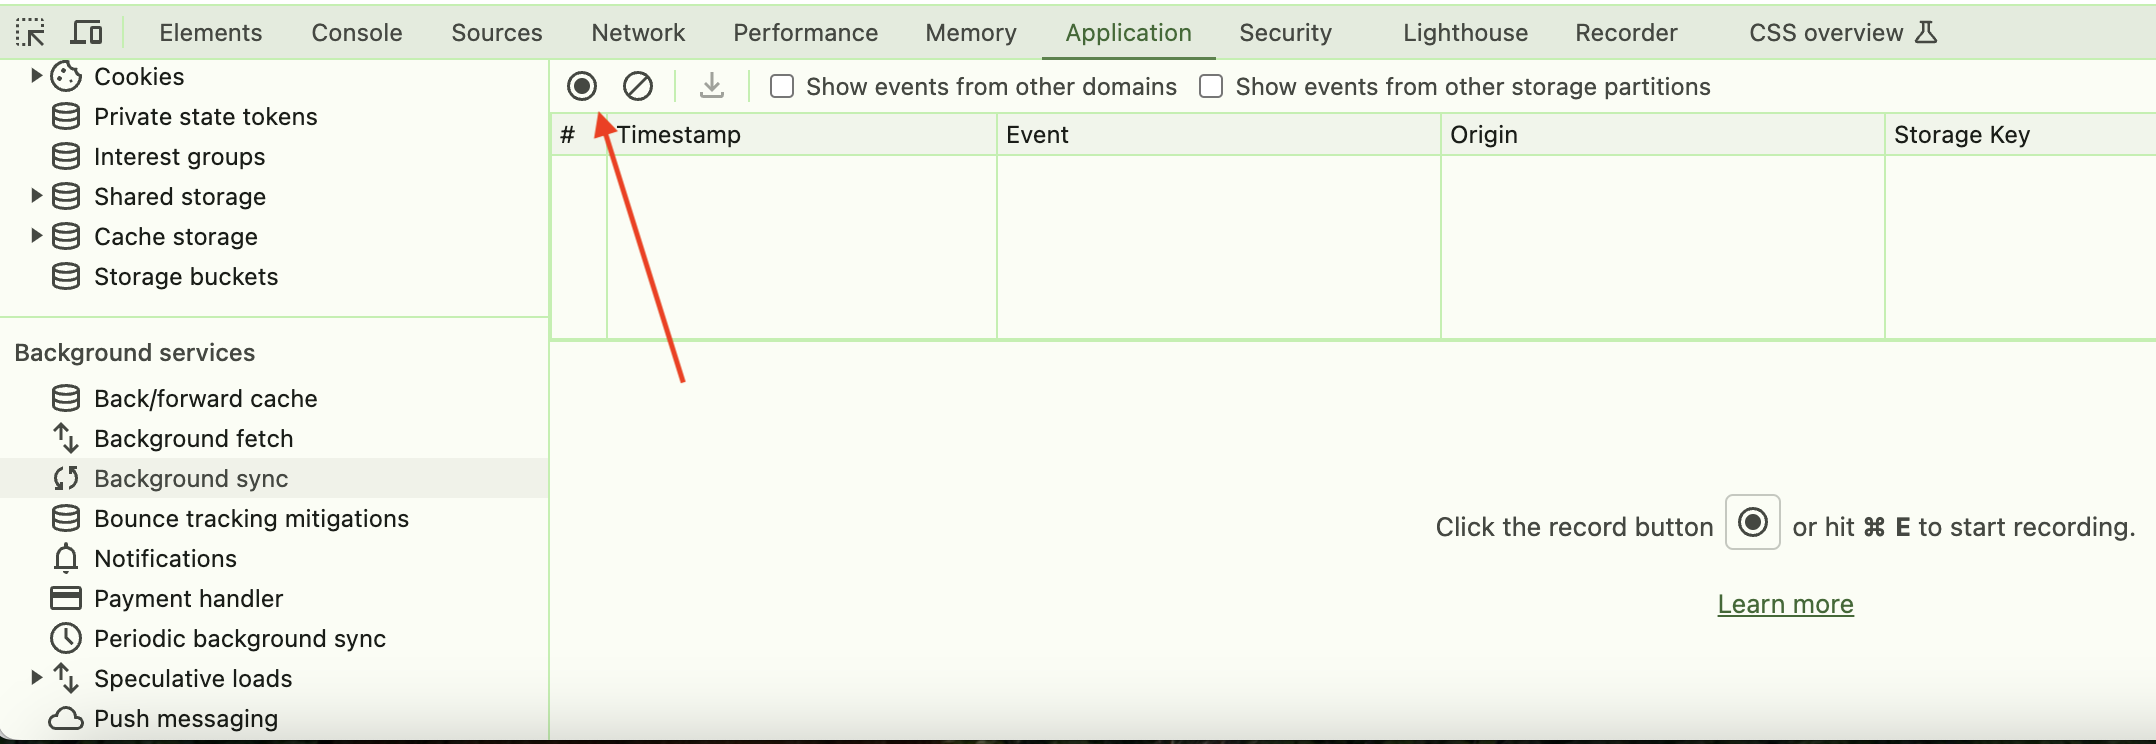 Elements Console Sources Network Performance Memory Application Security Lighthouse Recorder CSS overview
Cookies
Private state tokens
Interest groups
Shared storage
Cache storage
Storage buckets
Background services
Back/forward cache
Background fetch
Background sync
Bounce tracking mitigations
Notifications
Payment handler
Periodic background sync
Speculative loads
Push messaging
Show events from other domains Show events from other storage partitions
# Timestamp Event Origin Storage Key
Click the record button or hit ⌘ E to start recording.
Learn more